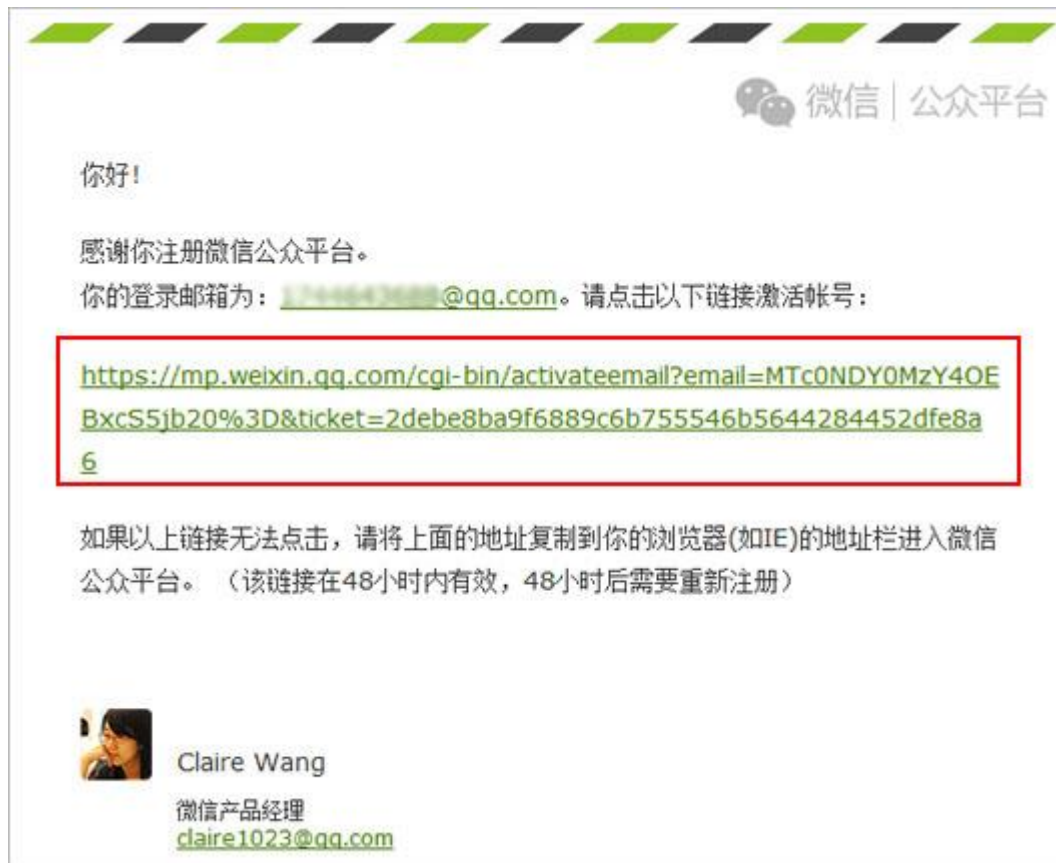 微信 | 公众平台
你好!
感谢你注册微信公众平台。
你的登录邮箱为: @qq.com。请点击以下链接激活帐号:
https://mp.weixin.qq.com/cgi-bin/activateemail?email=MTc0NDY0MzY4OE
BxcS5jb20%3D&ticket=2debe8ba9f6889c6b755546b5644284452dfe8a
6
如果以上链接无法点击，请将上面的地址复制到你的浏览器(如IE)的地址栏进入微信
公众平台。 （该链接在48小时内有效，48小时后需要重新注册）
Claire Wang
微信产品经理
claire1023@qq.com